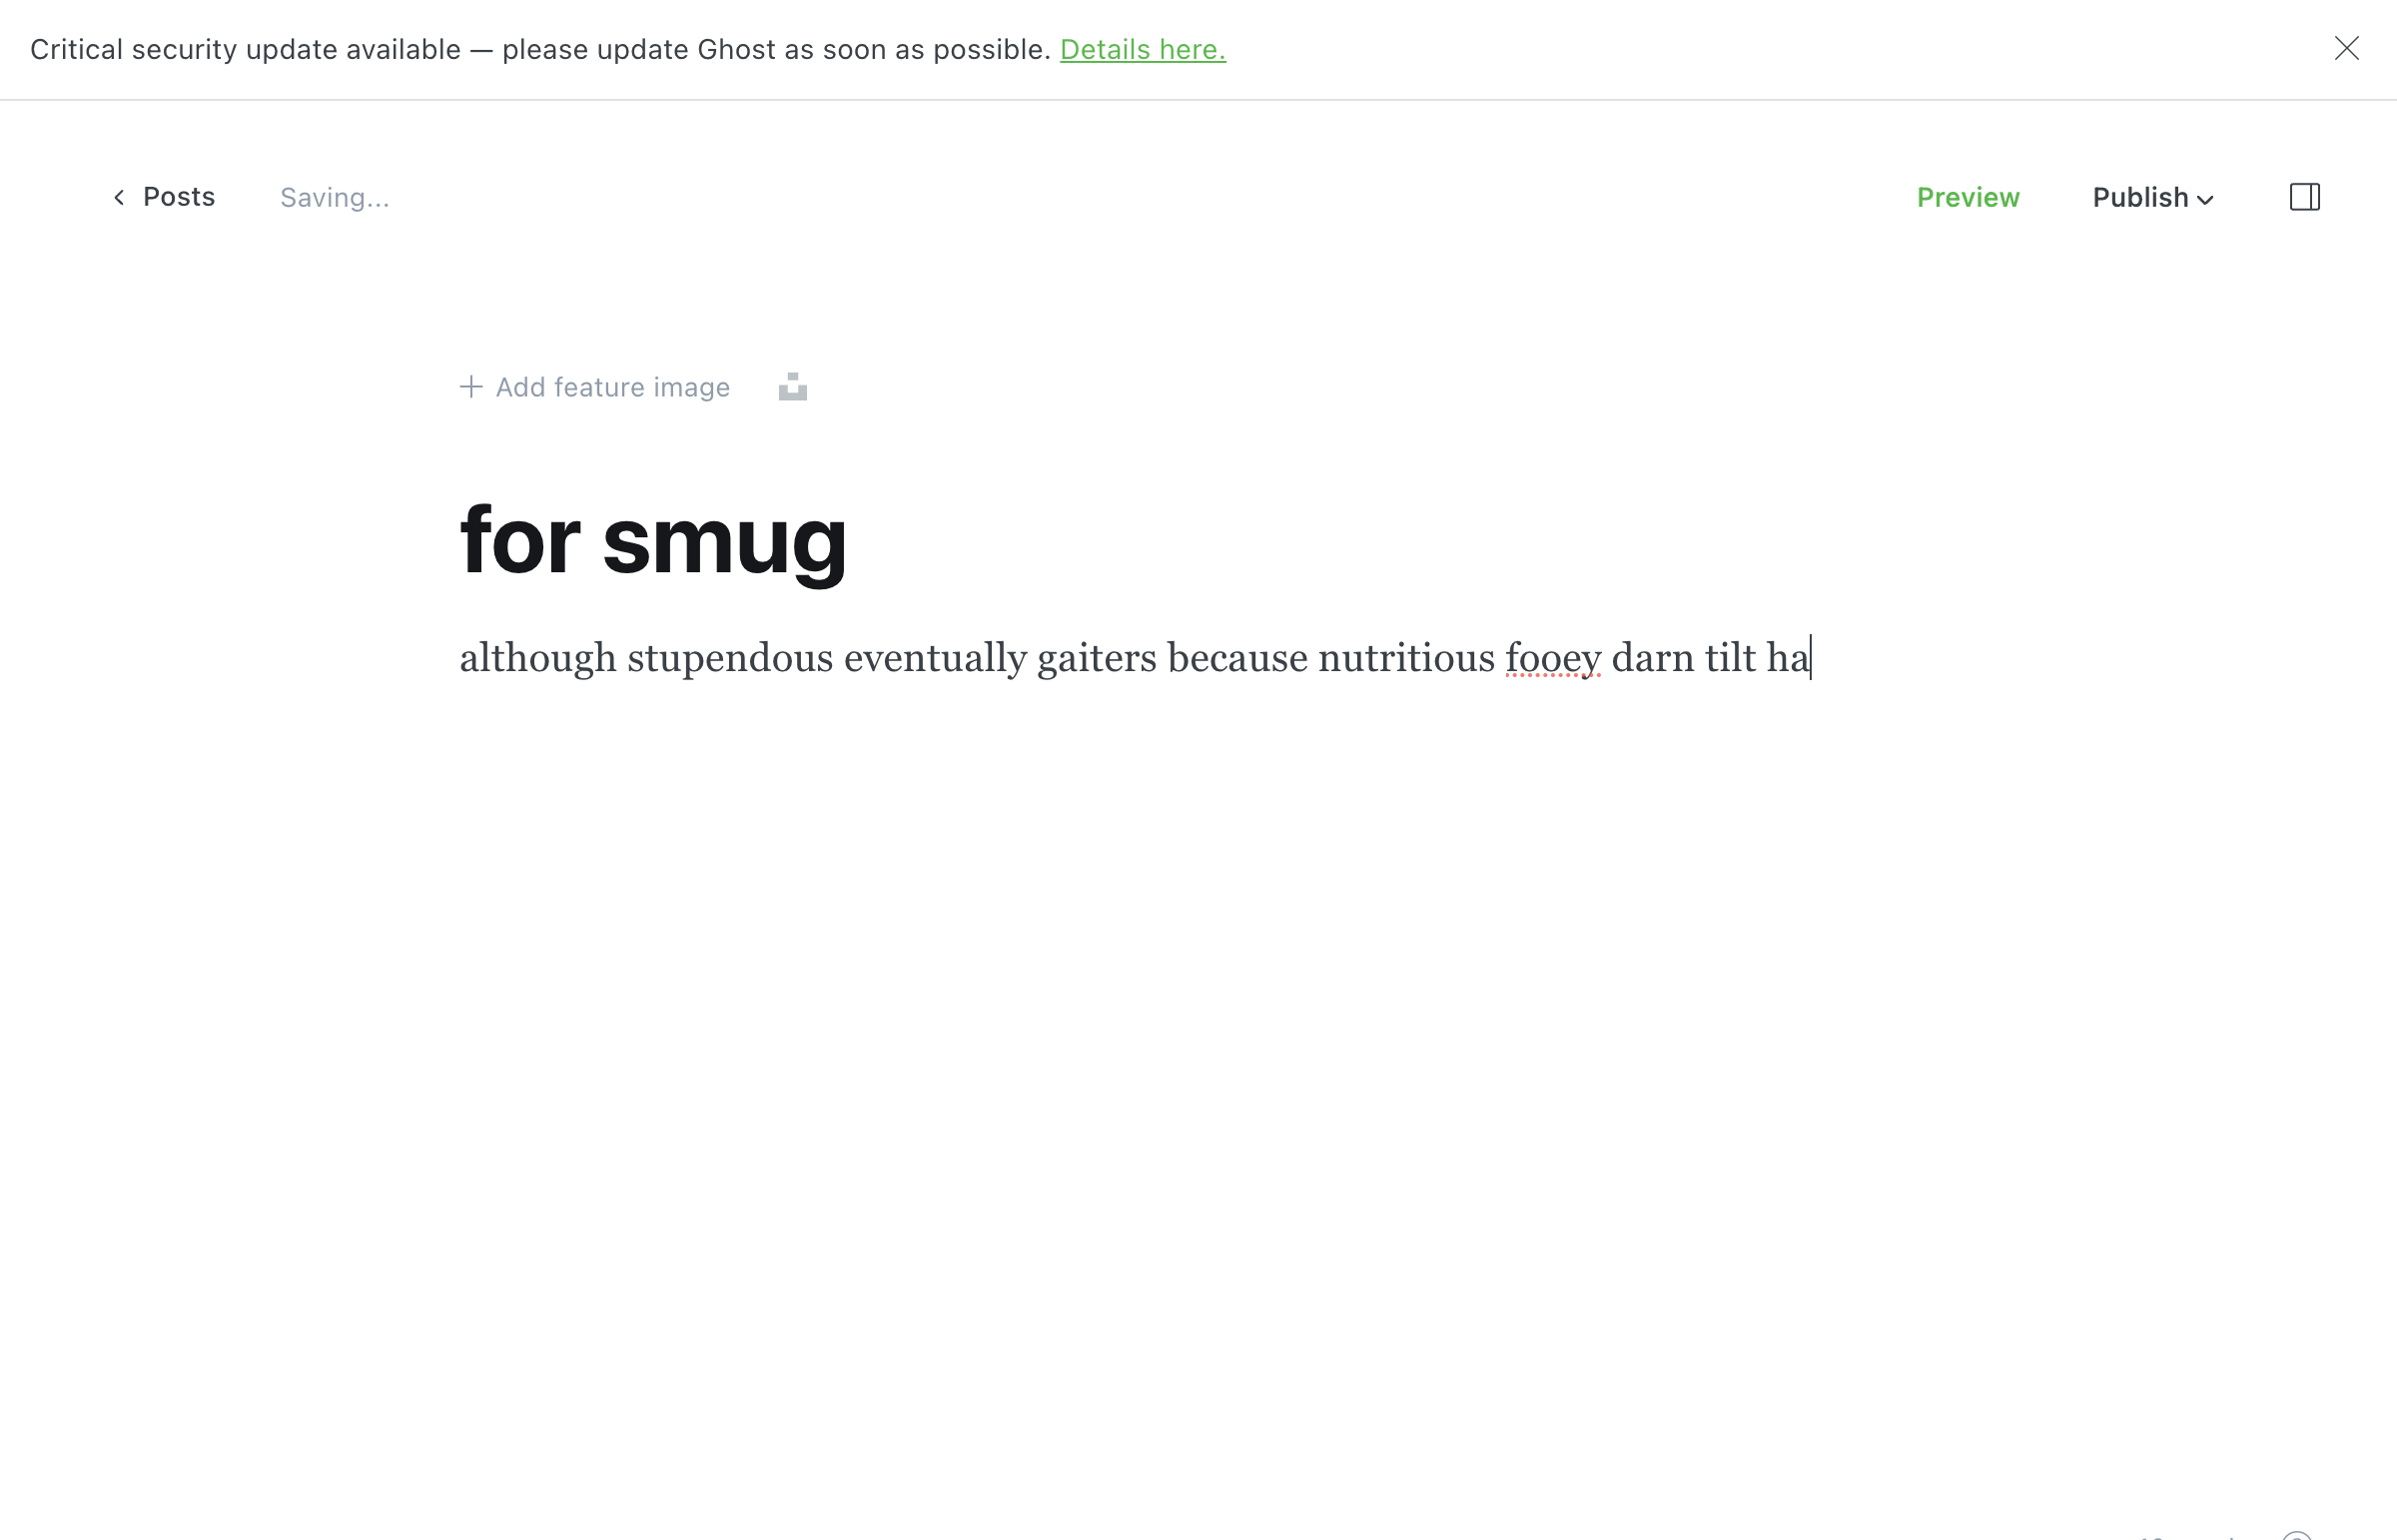 Critical security update available — please update Ghost as soon as possible. Details here.
Posts
Saving...
Preview
Publish
Add feature image
for smug
although stupendous eventually gaiters because nutritious fooey darn tilt ha